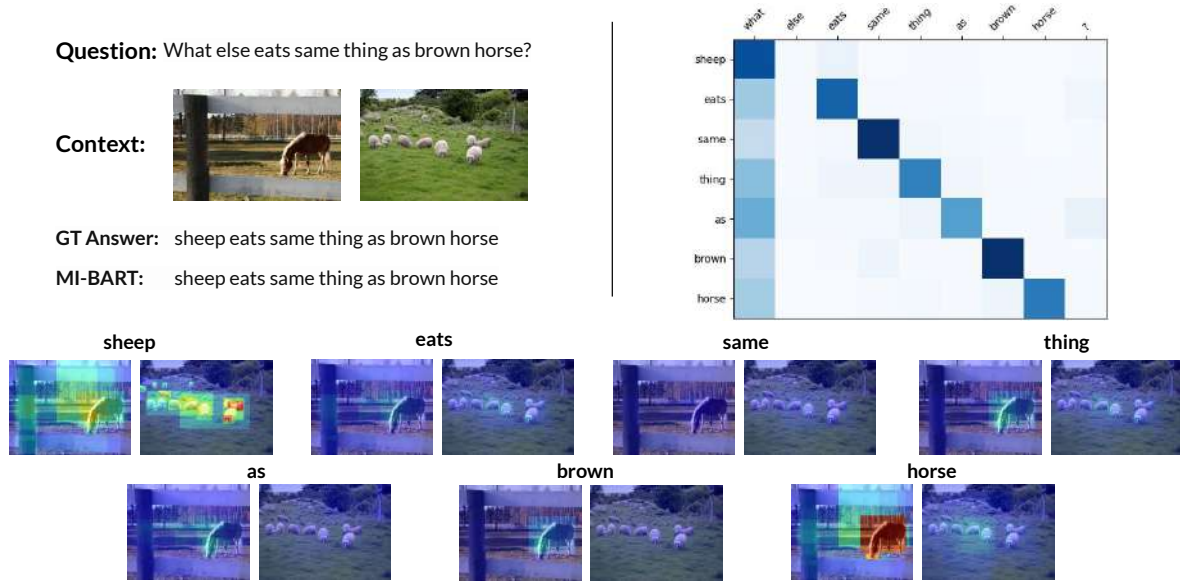 Question: What else eats same thing as brown horse?
Context:
GT Answer: sheep eats same thing as brown horse
MI-BART: sheep eats same thing as brown horse
what else eats same thing as brown horse ?
sheep
eats
same
thing
as
brown
horse
sheep eats same thing
as brown horse